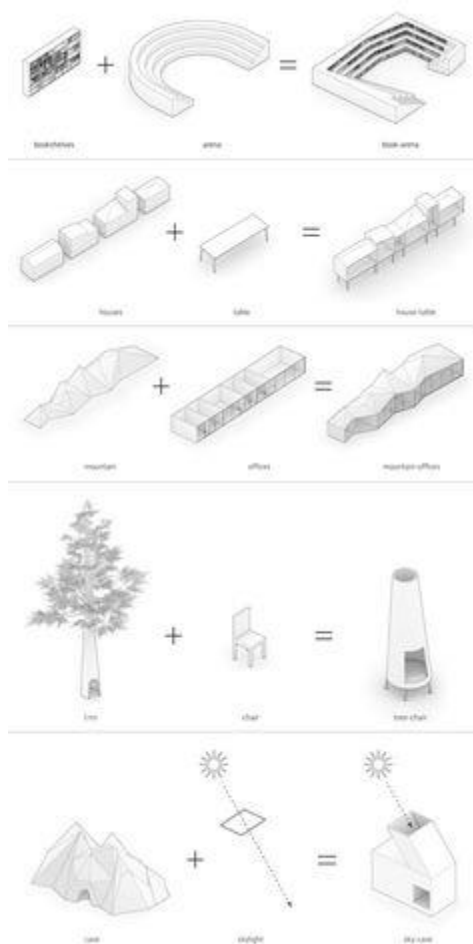 bookshelves + arena = book-arena
houses + table = house-table
mountain + offices = mountain-offices
tree + chair = tree-chair
cave + skylight = sky-cave